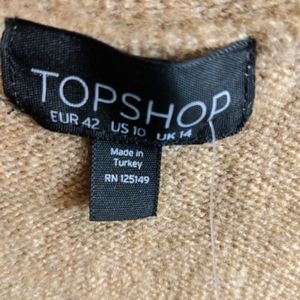 TOPSHOP
EUR 42 US 10 UK 14
Made in
Turkey
RN 125149